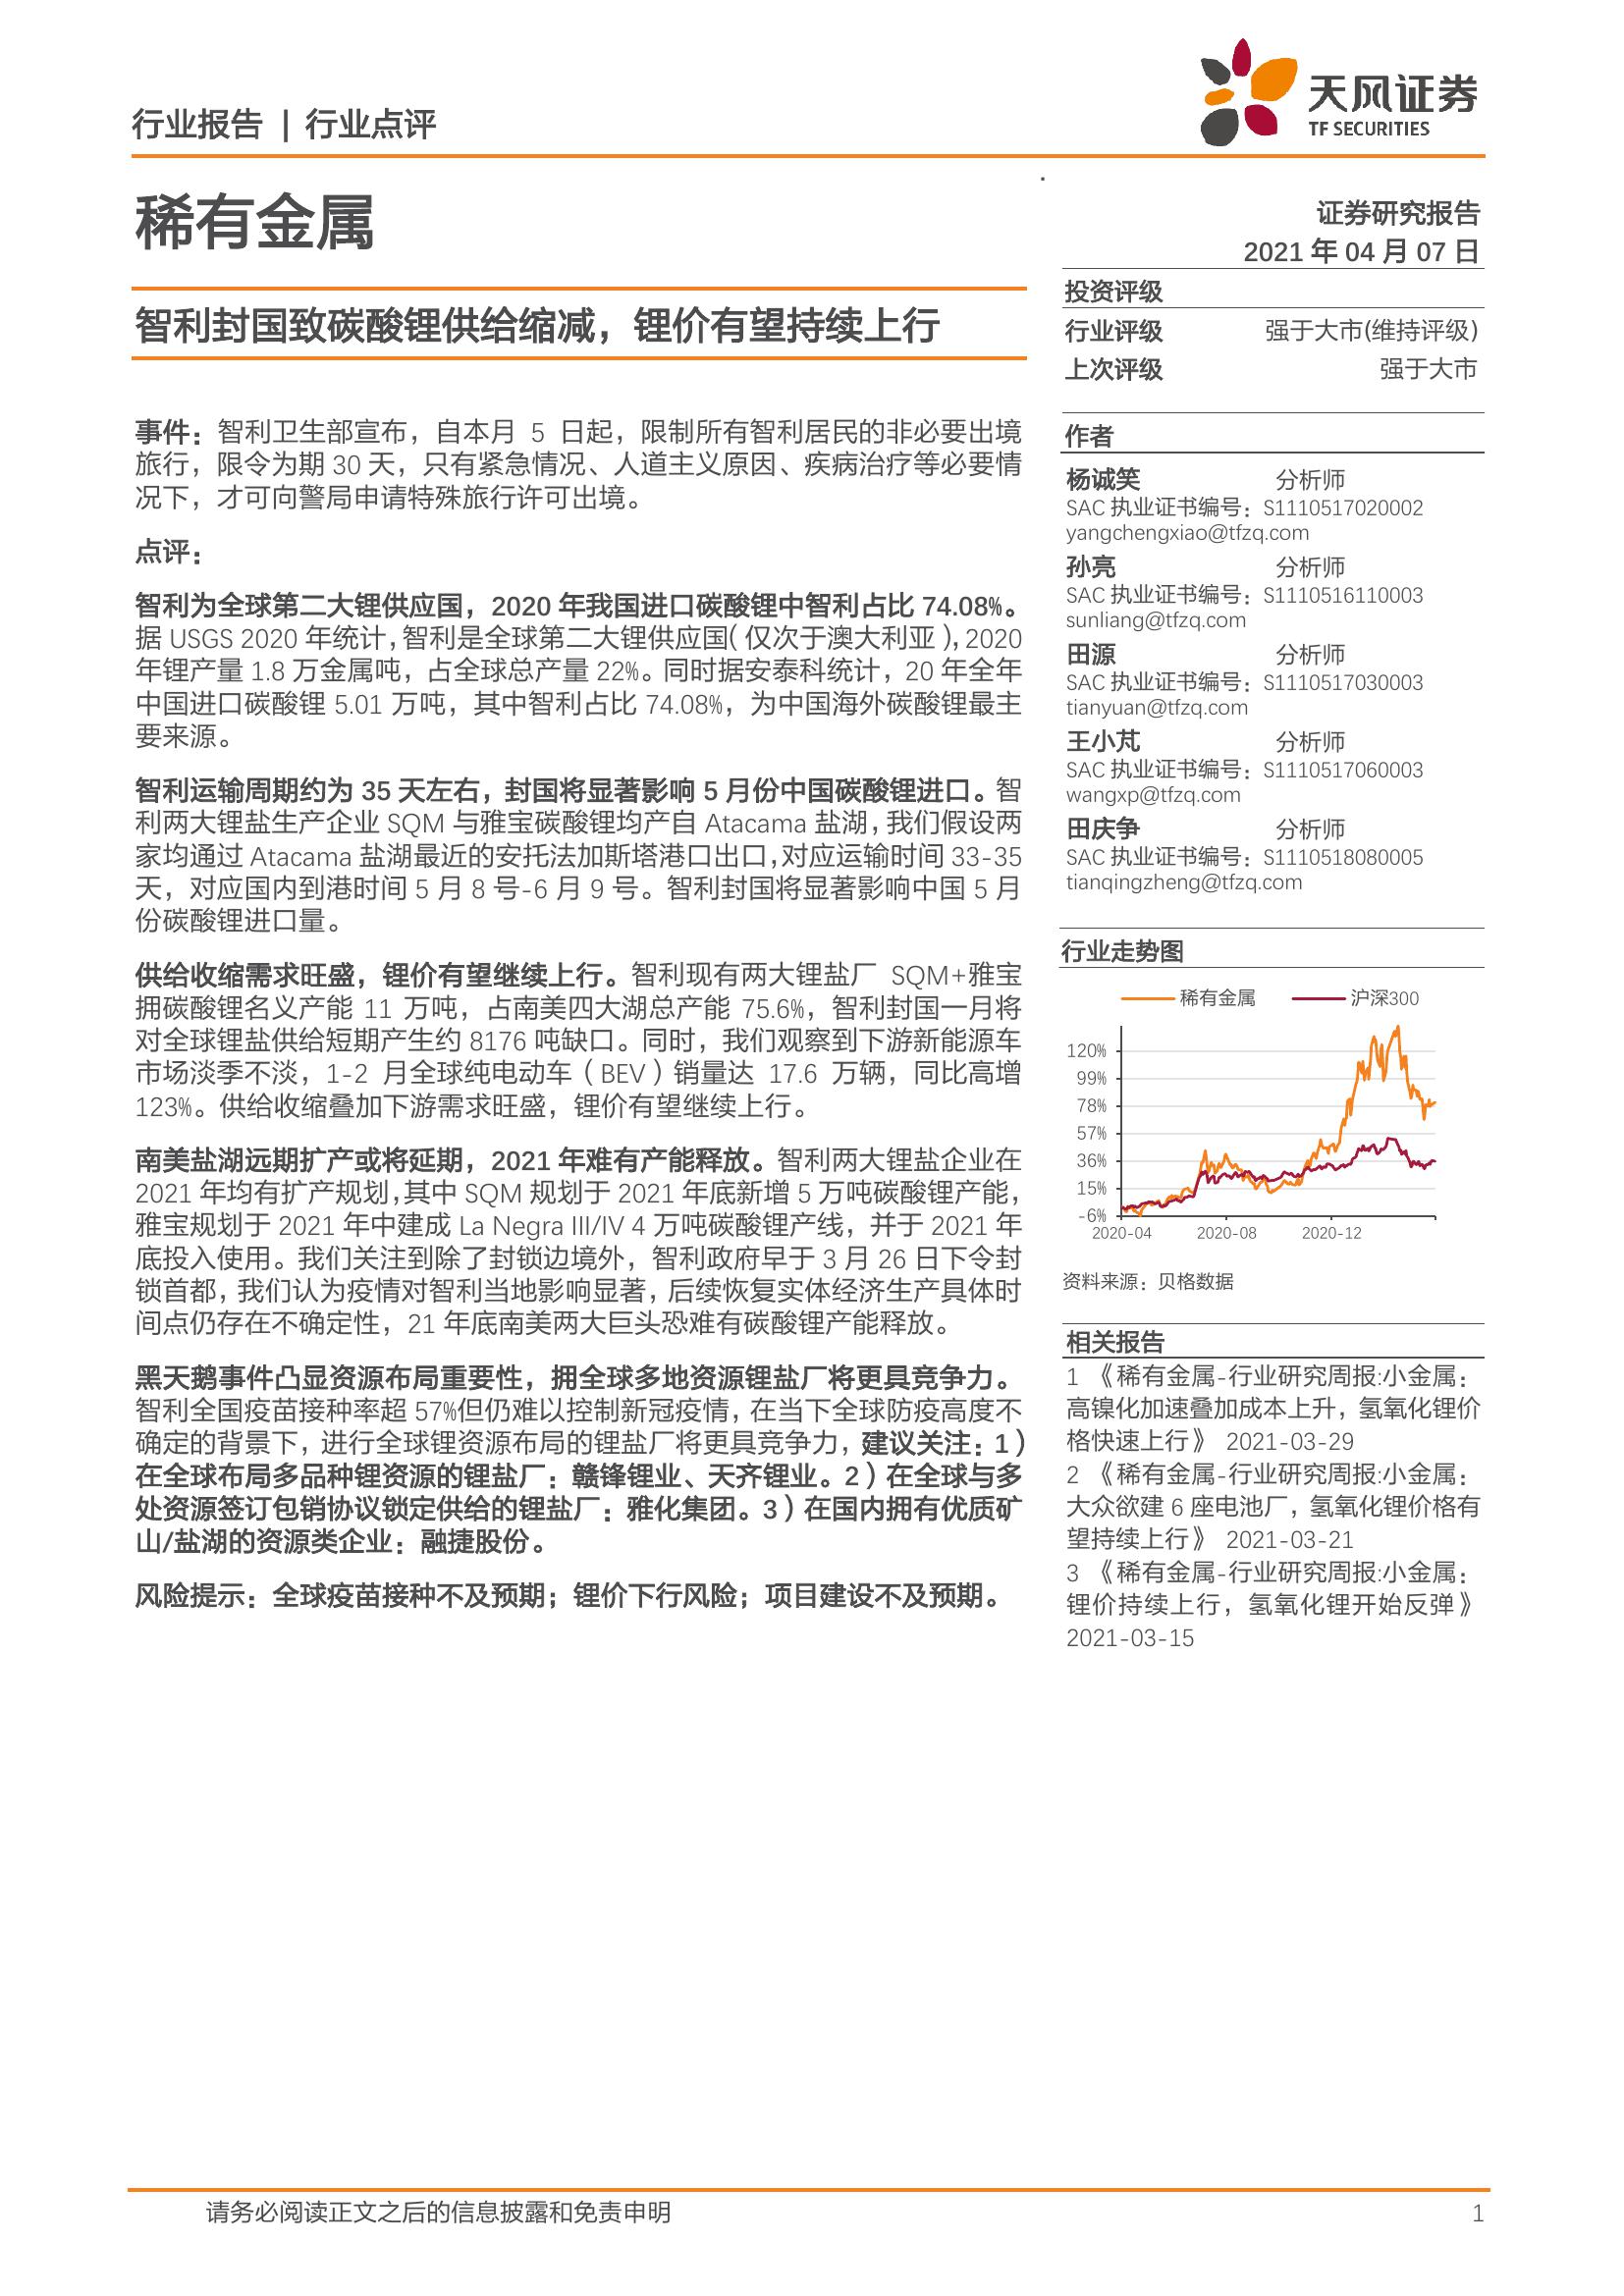 行业报告 | 行业点评
天风证券
TF SECURITIES
稀有金属
证券研究报告
2021 年 04 月 07 日
智利封国致碳酸锂供给缩减，锂价有望持续上行
投资评级
行业评级 强于大市(维持评级)
上次评级 强于大市
事件：智利卫生部宣布，自本月 5 日起，限制所有智利居民的非必要出境
旅行，限令为期 30 天，只有紧急情况、人道主义原因、疾病治疗等必要情
况下，才可向警局申请特殊旅行许可出境。
点评：
智利为全球第二大锂供应国，2020 年我国进口碳酸锂中智利占比 74.08%。
据 USGS 2020 年统计，智利是全球第二大锂供应国（仅次于澳大利亚），2020
年锂产量 1.8 万金属吨，占全球总产量 22%。同时据安泰科统计，20 年全年
中国进口碳酸锂 5.01 万吨，其中智利占比 74.08%，为中国海外碳酸锂最主
要来源。
智利运输周期约为 35 天左右，封国将显著影响 5 月份中国碳酸锂进口。智
利两大锂盐生产企业 SQM 与雅宝碳酸锂均产自 Atacama 盐湖，我们假设两
家均通过 Atacama 盐湖最近的安托法加斯塔港口出口，对应运输时间 33-35
天，对应国内到港时间 5 月 8 号-6 月 9 号。智利封国将显著影响中国 5 月
份碳酸锂进口量。
供给收缩需求旺盛，锂价有望继续上行。智利现有两大锂盐厂 SQM+雅宝
拥碳酸锂名义产能 11 万吨，占南美四大湖总产能 75.6%，智利封国一月将
对全球锂盐供给短期产生约 8176 吨缺口。同时，我们观察到下游新能源车
市场淡季不淡，1-2 月全球纯电动车（BEV）销量达 17.6 万辆，同比高增
123%。供给收缩叠加下游需求旺盛，锂价有望继续上行。
南美盐湖远期扩产或将延期，2021 年难有产能释放。智利两大锂盐企业在
2021 年均有扩产规划，其中 SQM 规划于 2021 年底新增 5 万吨碳酸锂产能，
雅宝规划于 2021 年中建成 La Negra III/IV 4 万吨碳酸锂产线，并于 2021 年
底投入使用。我们关注到除了封锁边境外，智利政府早于 3 月 26 日下令封
锁首都，我们认为疫情对智利当地影响显著，后续恢复实体经济生产具体时
间点仍存在不确定性，21 年底南美两大巨头恐难有碳酸锂产能释放。
黑天鹅事件凸显资源布局重要性，拥全球多地资源锂盐厂将更具竞争力。
智利全国疫苗接种率超 57%但仍难以控制新冠疫情，在当下全球防疫高度不
确定的背景下，进行全球锂资源布局的锂盐厂将更具竞争力，建议关注：1）
在全球布局多品种锂资源的锂盐厂：赣锋锂业、天齐锂业。2）在全球与多
处资源签订包销协议锁定供给的锂盐厂：雅化集团。3）在国内拥有优质矿
山/盐湖的资源类企业：融捷股份。
风险提示：全球疫苗接种不及预期；锂价下行风险；项目建设不及预期。
作者
杨诚笑 分析师
SAC 执业证书编号：S1110517020002
yangchengxiao@tfzq.com
孙亮 分析师
SAC 执业证书编号：S1110516110003
sunliang@tfzq.com
田源 分析师
SAC 执业证书编号：S1110517030003
tianyuan@tfzq.com
王小芃 分析师
SAC 执业证书编号：S1110517060003
wangxp@tfzq.com
田庆争 分析师
SAC 执业证书编号：S1110518080005
tianqingzheng@tfzq.com
行业走势图
稀有金属 沪深300
120%
99%
78%
57%
36%
15%
-6%
2020-04 2020-08 2020-12
资料来源：贝格数据
相关报告
1 《稀有金属-行业研究周报:小金属：
高镍化加速叠加成本上升，氢氧化锂价
格快速上行》 2021-03-29
2 《稀有金属-行业研究周报:小金属：
大众欲建 6 座电池厂，氢氧化锂价格有
望持续上行》 2021-03-21
3 《稀有金属-行业研究周报:小金属：
锂价持续上行，氢氧化锂开始反弹》
2021-03-15
请务必阅读正文之后的信息披露和免责申明 1